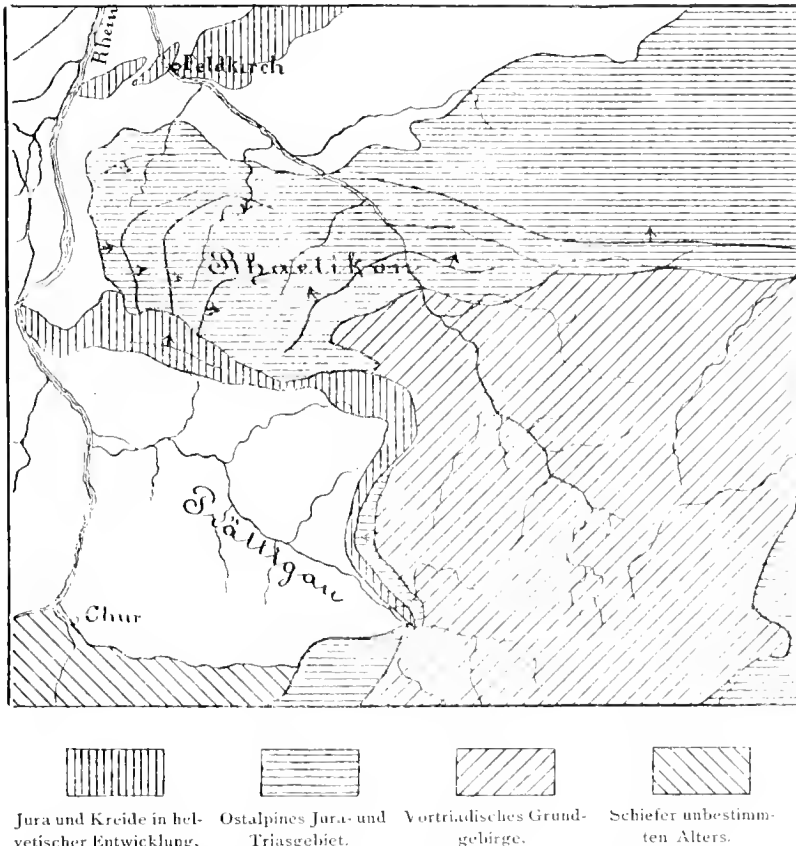 Rhein
Feldkirch
Rhaetikon
Prättigau
Chur
Jura und Kreide in hel-
vetischer Entwicklung.
Ostalpines Jura- und
Triasgebiet.
Vortriadisches Grund-
gebirge.
Schiefer unbestimm-
ten Alters.